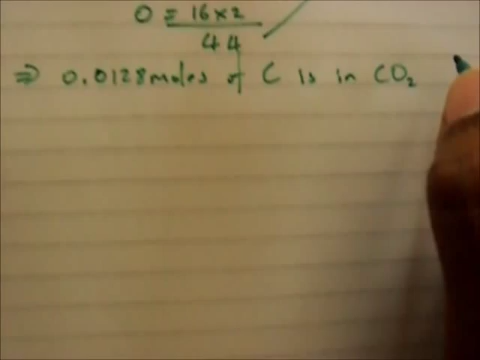 O = 16 x 2
44
⇒ 0.0128 moles of C is in CO₂